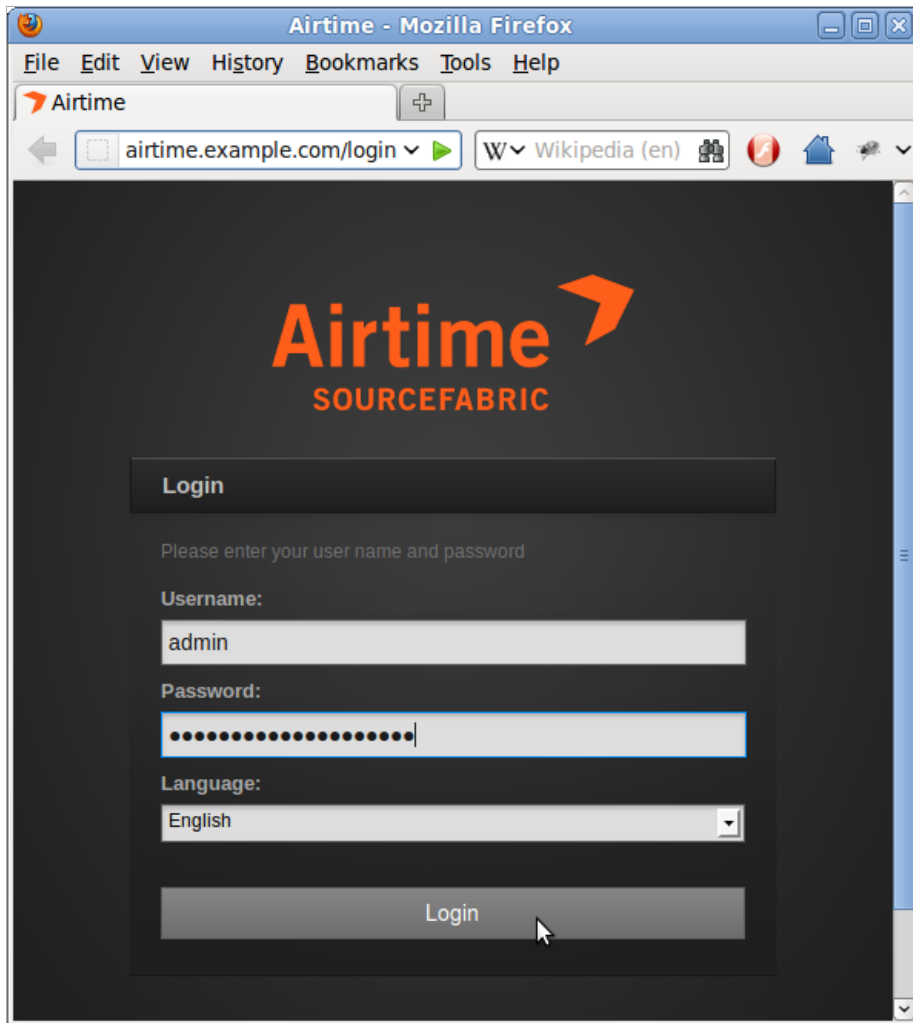 Airtime - Mozilla Firefox
File Edit View History Bookmarks Tools Help
Airtime
airtime.example.com/login W Wikipedia (en)
Airtime
SOURCEFABRIC
Login
Please enter your user name and password
Username:
admin
Password:
••••••••••••••••••••
Language:
English
Login